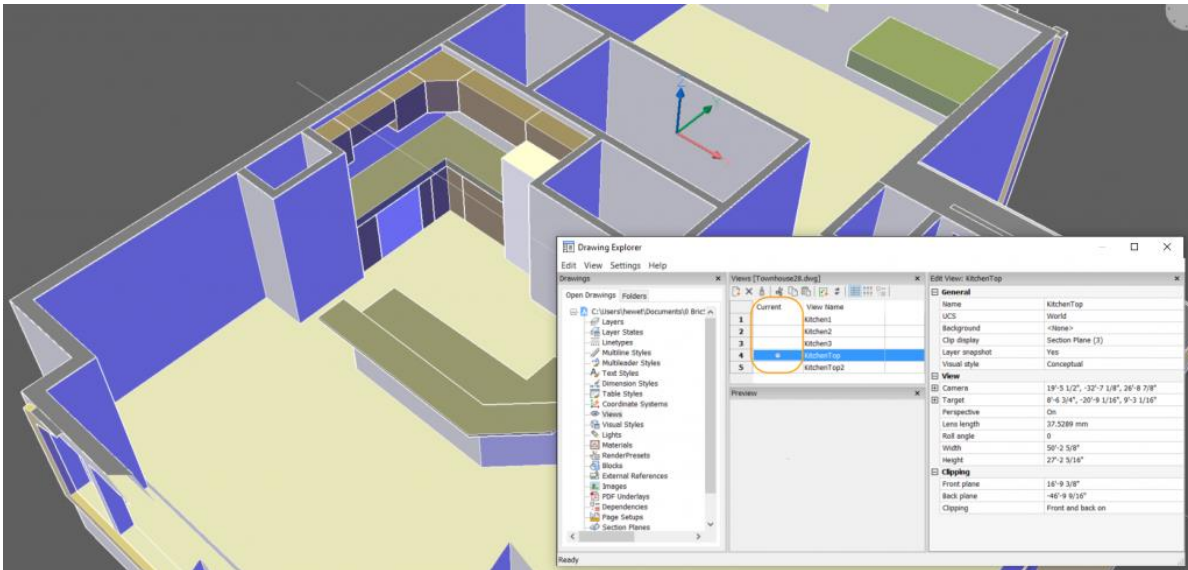 Drawing Explorer
Edit View Settings Help
Drawings
Open Drawings Folders
C:\Users\hewet\Documents\0 Brics
Layers
Layer States
Linetypes
Multiline Styles
Multileader Styles
Text Styles
Dimension Styles
Table Styles
Coordinate Systems
Views
Visual Styles
Lights
Materials
RenderPresets
Blocks
External References
Images
PDF Underlays
Dependencies
Page Setups
Section Planes
Views [Townhouse28.dwg]
Current View Name
1 Kitchen1
2 Kitchen2
3 Kitchen3
4 KitchenTop
5 KitchenTop2
Preview
Edit View: KitchenTop
General
Name KitchenTop
UCS World
Background <None>
Clip display Section Plane (3)
Layer snapshot Yes
Visual style Conceptual
View
Camera 19'-5 1/2", -32'-7 1/8", 26'-8 7/8"
Target 8'-6 3/4", -20'-9 1/16", 9'-3 1/16"
Perspective On
Lens length 37.5289 mm
Roll angle 0
Width 50'-2 5/8"
Height 27'-2 5/16"
Clipping
Front plane 16'-9 3/8"
Back plane -46'-9 9/16"
Clipping Front and back on
Ready